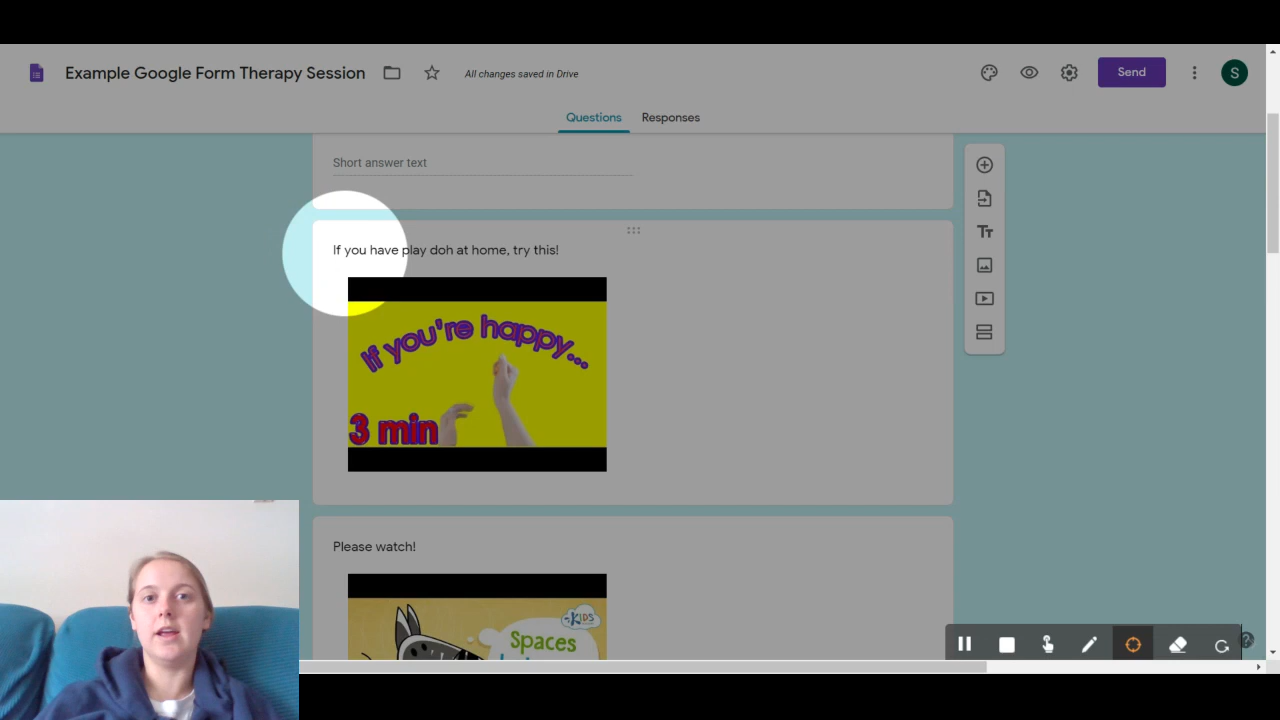 Example Google Form Therapy Session
All changes saved in Drive
Send
S
Questions
Responses
Short answer text
If you have play doh at home, try this!
If you're happy...
3 min
Please watch!
KIDS
Spaces